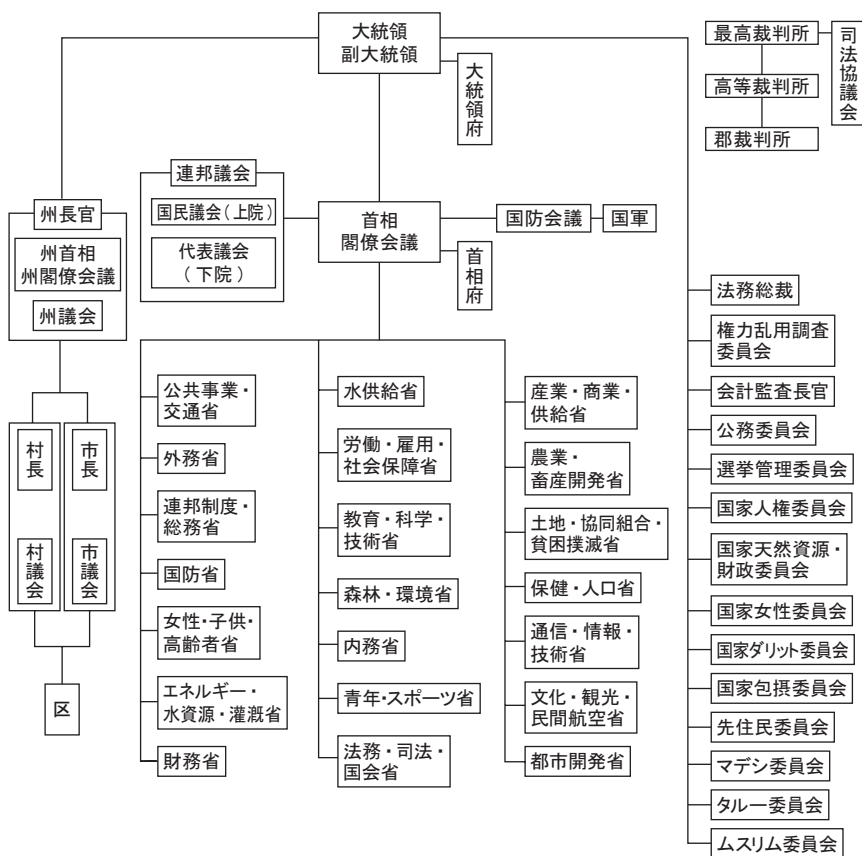 大統領
副大統領
大統領府
最高裁判所
司法協議会
高等裁判所
郡裁判所
連邦議会
国民議会(上院)
代表議会
(下院)
首相
閣僚会議
首相府
国防会議
国軍
州長官
州首相
州閣僚会議
州議会
村長
市長
村議会
市議会
区
公共事業・
交通省
外務省
連邦制度・
総務省
国防省
女性・子供・
高齢者省
エネルギー・
水資源・灌漑省
財務省
水供給省
労働・雇用・
社会保障省
教育・科学・
技術省
森林・環境省
内務省
青年・スポーツ省
法務・司法・
国会省
産業・商業・
供給省
農業・
畜産開発省
土地・協同組合・
貧困撲滅省
保健・人口省
通信・情報・
技術省
文化・観光・
民間航空省
都市開発省
法務総裁
権力乱用調査
委員会
会計監査長官
公務委員会
選挙管理委員会
国家人権委員会
国家天然資源・
財政委員会
国家女性委員会
国家ダリット委員会
国家包摂委員会
先住民委員会
マデシ委員会
タルー委員会
ムスリム委員会